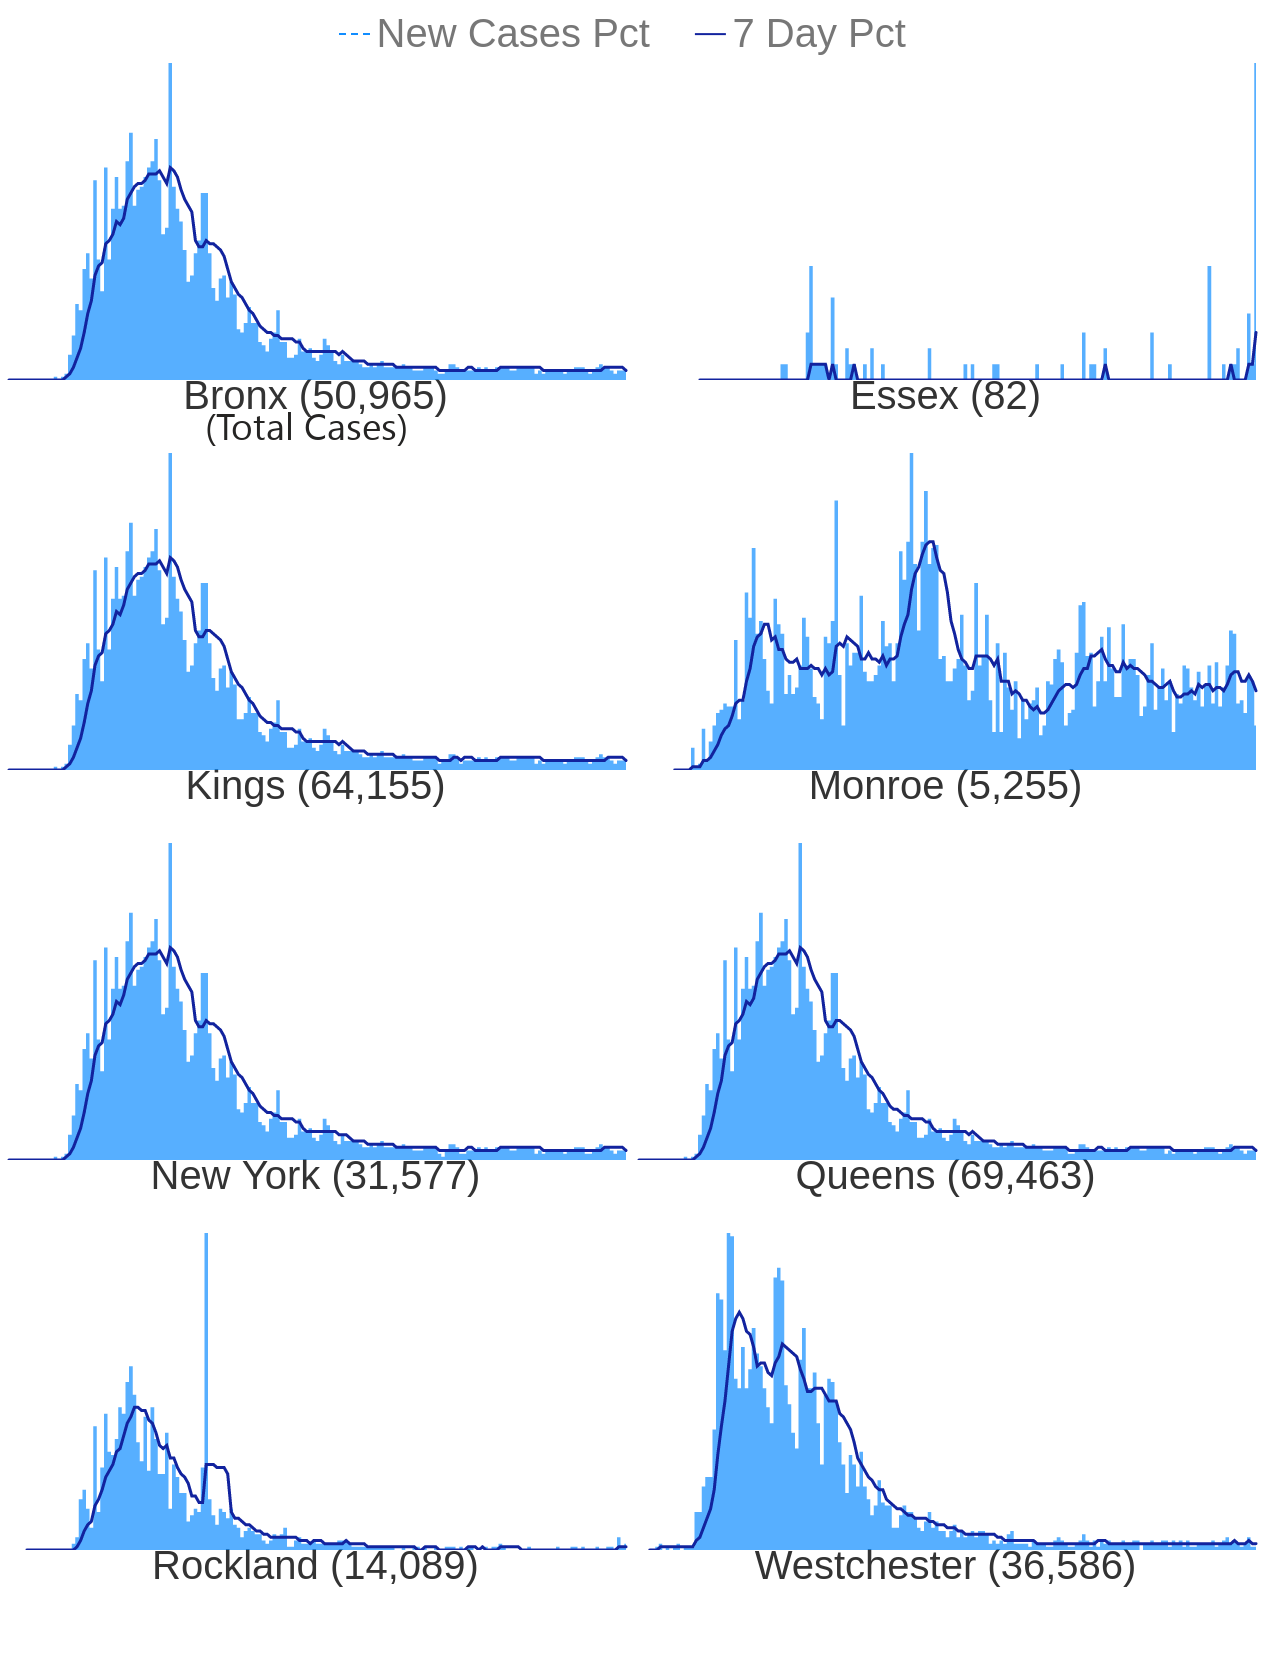 New Cases Pct 7 Day Pct
Bronx (50,965) Essex (82)
(Total Cases)
Kings (64,155) Monroe (5,255)
New York (31,577) Queens (69,463)
Rockland (14,089) Westchester (36,586)